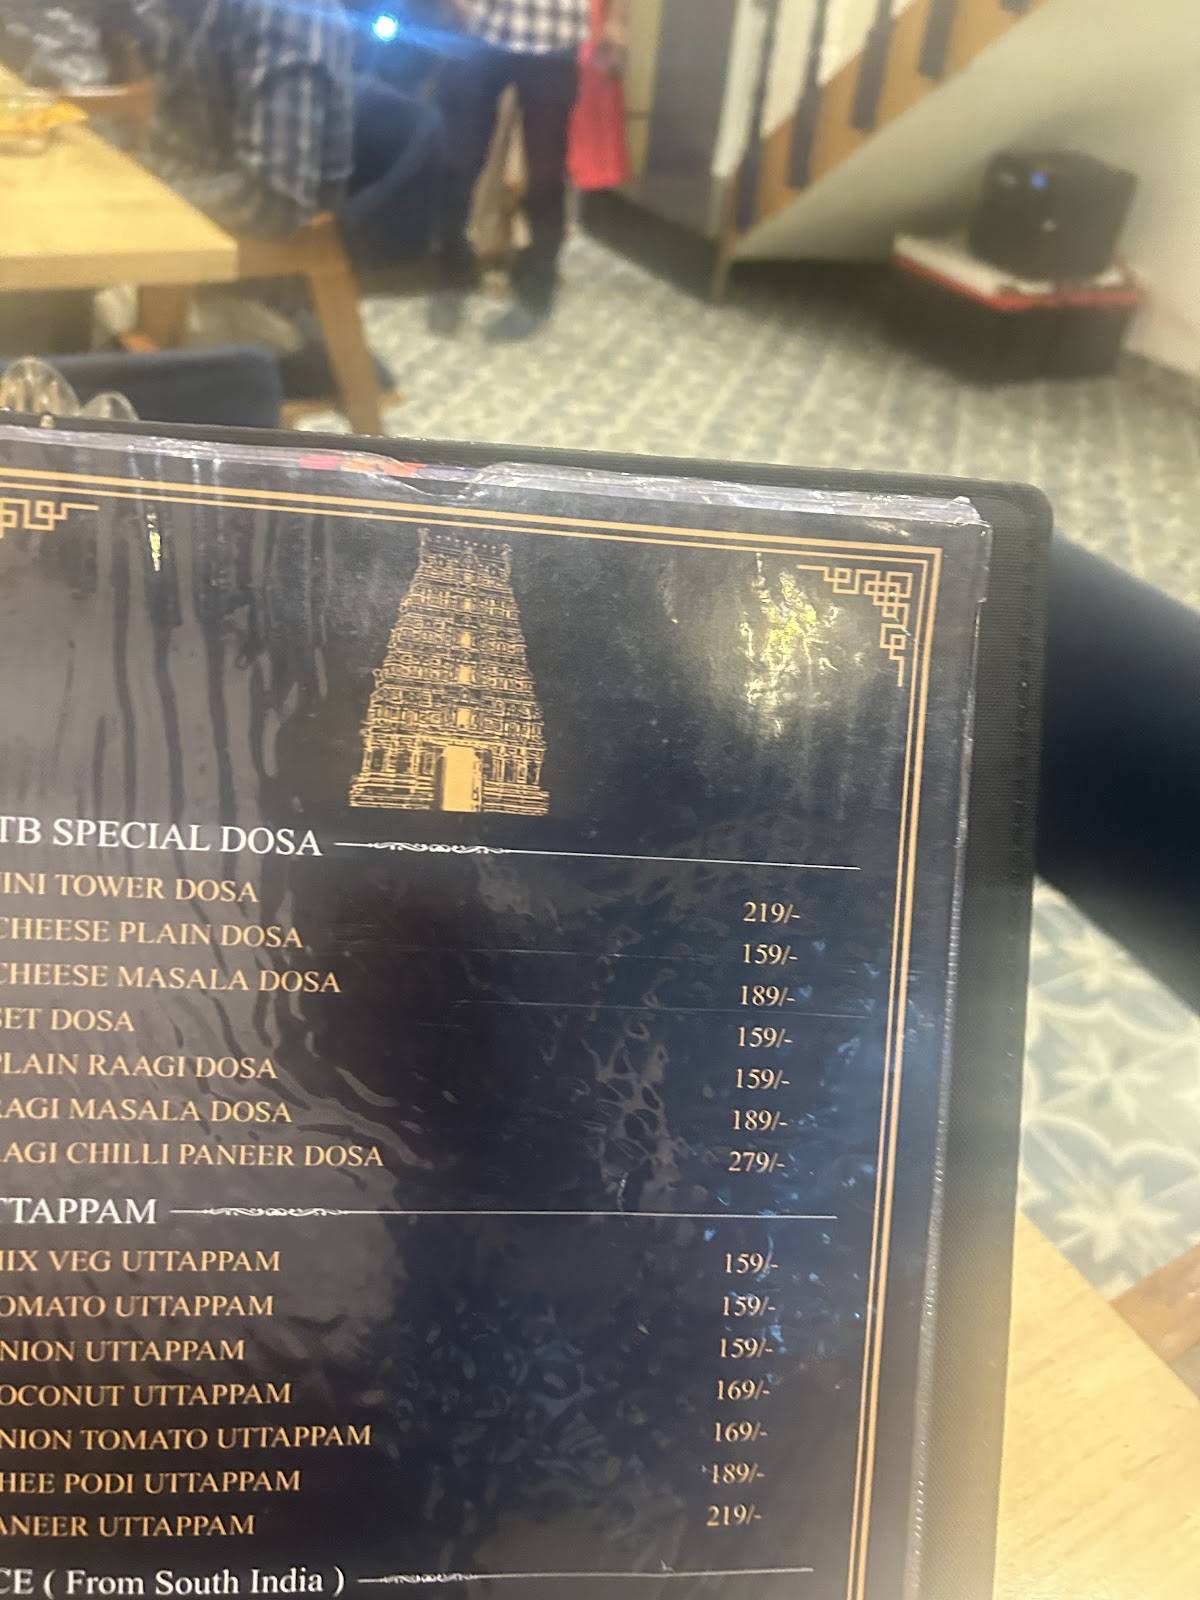 TB SPECIAL DOSA
INI TOWER DOSA 219/-
CHEESE PLAIN DOSA 159/-
CHEESE MASALA DOSA 189/-
SET DOSA 159/-
PLAIN RAAGI DOSA 159/-
RAGI MASALA DOSA 189/-
AGI CHILLI PANEER DOSA 279/-
TTAPPAM
MIX VEG UTTAPPAM 159/-
OMATO UTTAPPAM 159/-
NION UTTAPPAM 159/-
OCONUT UTTAPPAM 169/-
NION TOMATO UTTAPPAM 169/-
HEE PODI UTTAPPAM 189/-
ANEER UTTAPPAM 219/-
CE ( From South India )